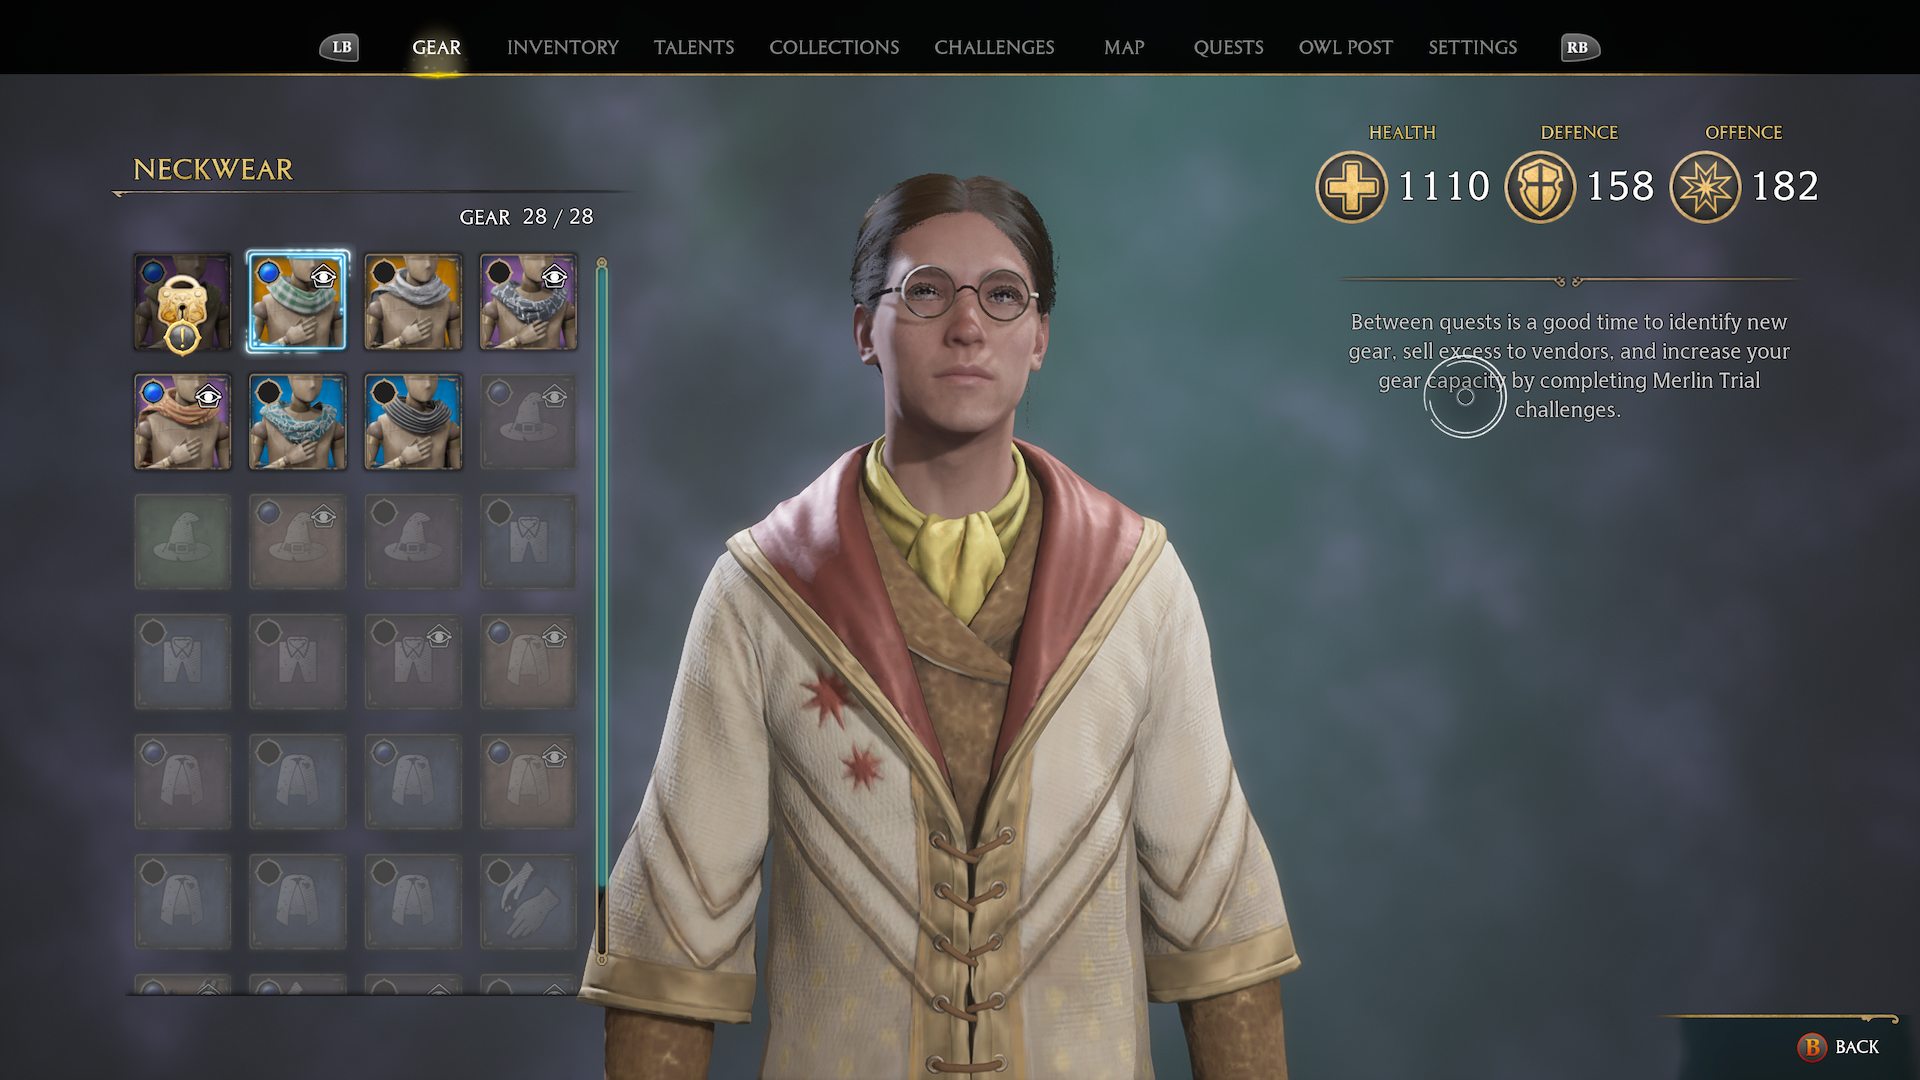 LB GEAR INVENTORY TALENTS COLLECTIONS CHALLENGES MAP QUESTS OWL POST SETTINGS RB
NECKWEAR
GEAR 28 / 28
HEALTH DEFENCE OFFENCE
1110 158 182
Between quests is a good time to identify new
gear, sell excess to vendors, and increase your
gear capacity by completing Merlin Trial
challenges.
B BACK